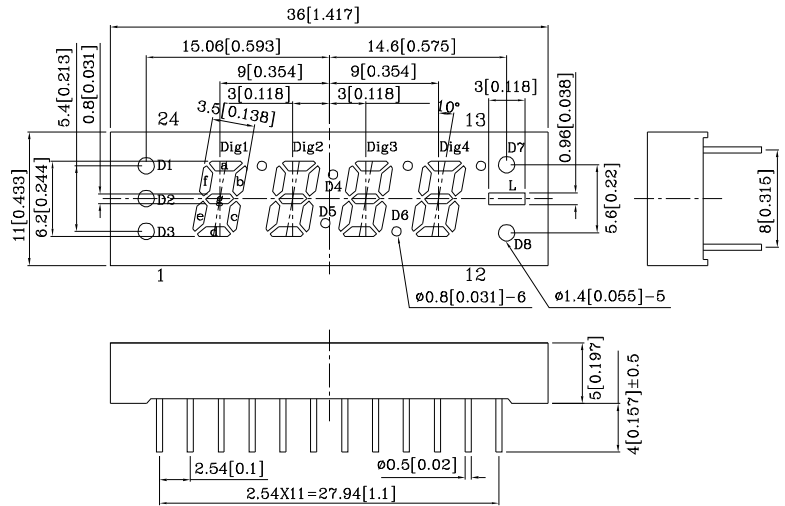 36[1.417]
15.06[0.593]
14.6[0.575]
9[0.354]
9[0.354]
3[0.118]
3[0.118]
3[0.118]
3.5[0.138]
10°
5.4[0.213]
0.8[0.031]
0.96[0.038]
24
13
Dig1
Dig2
Dig3
Dig4
D7
D1
a
f
b
D4
L
D2
g
D3
e
c
d
D5
D6
D8
11[0.433]
6.2[0.244]
5.6[0.22]
8[0.315]
1
12
ø0.8[0.031]-6
ø1.4[0.055]-5
5[0.197]
4[0.157]±0.5
2.54[0.1]
ø0.5[0.02]
2.54X11=27.94[1.1]